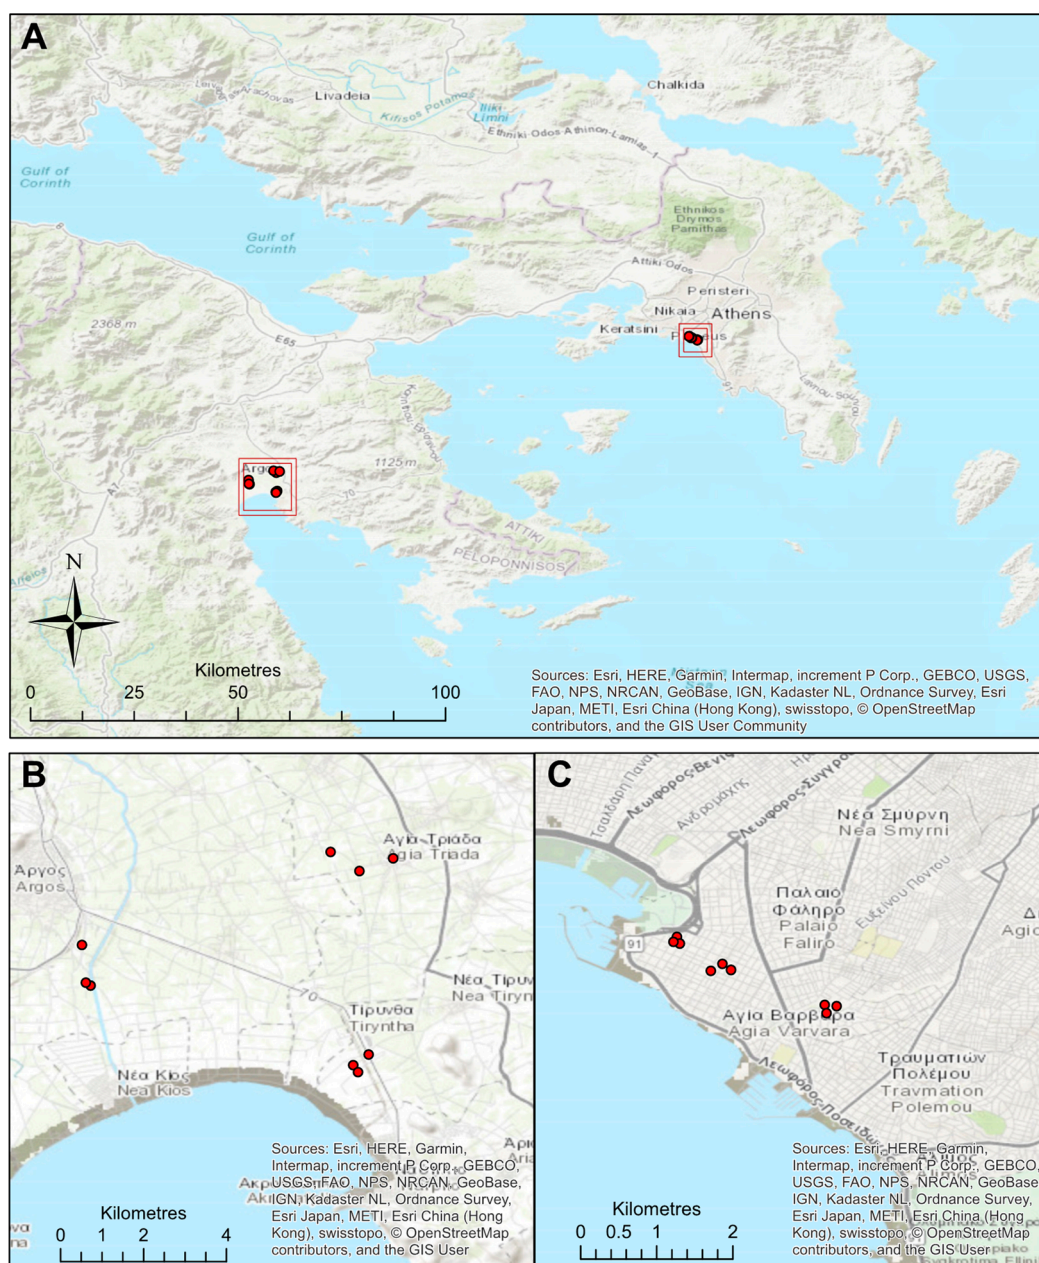 A
Livadeia
Chalkida
Kifisos Potamos
Iliki
Limni
Ethniki-Odos-Athinon-Lamias-1
Gulf of
Corinth
Gulf of
Corinth
Ethnikos
Drymos
Parnithas
Attiki Odos
Peristeri
Nikaia
Athens
Keratsini
2368 m
E65
91
1125 m
A7
70
ATTIKI
PELOPONNISOS
N
Kilometres
0 25 50 100
Sources: Esri, HERE, Garmin, Intermap, increment P Corp., GEBCO, USGS,
FAO, NPS, NRCAN, GeoBase, IGN, Kadaster NL, Ordnance Survey, Esri
Japan, METI, Esri China (Hong Kong), swisstopo, © OpenStreetMap
contributors, and the GIS User Community
B
Αγία Τριάδα
Agia Triada
Άργος
Argos
70
Νέα Τίρυν
Nea Tiryn
Τίρυνθα
Tiryntha
Νέα Κίος
Nea Kios
Sources: Esri, HERE, Garmin,
Intermap, increment P Corp., GEBCO,
USGS, FAO, NPS, NRCAN, GeoBase,
IGN, Kadaster NL, Ordnance Survey,
Esri Japan, METI, Esri China (Hong
Kong), swisstopo, © OpenStreetMap
contributors, and the GIS User
Kilometres
0 1 2 4
C
Ανδρομάχης
Νέα Σμύρνη
Nea Smyrni
Παλαιό
Φάληρο
Palaio
Faliro
Ευξείνου Πόντου
91
Αγία Βαρβάρα
Agia Varvara
Τραυματιών
Πολέμου
Travmation
Polemou
Sources: Esri, HERE, Garmin,
Intermap, increment P Corp., GEBCO,
USGS, FAO, NPS, NRCAN, GeoBase,
IGN, Kadaster NL, Ordnance Survey,
Esri Japan, METI, Esri China (Hong
Kong), swisstopo, © OpenStreetMap
contributors, and the GIS User
Kilometres
0 0.5 1 2